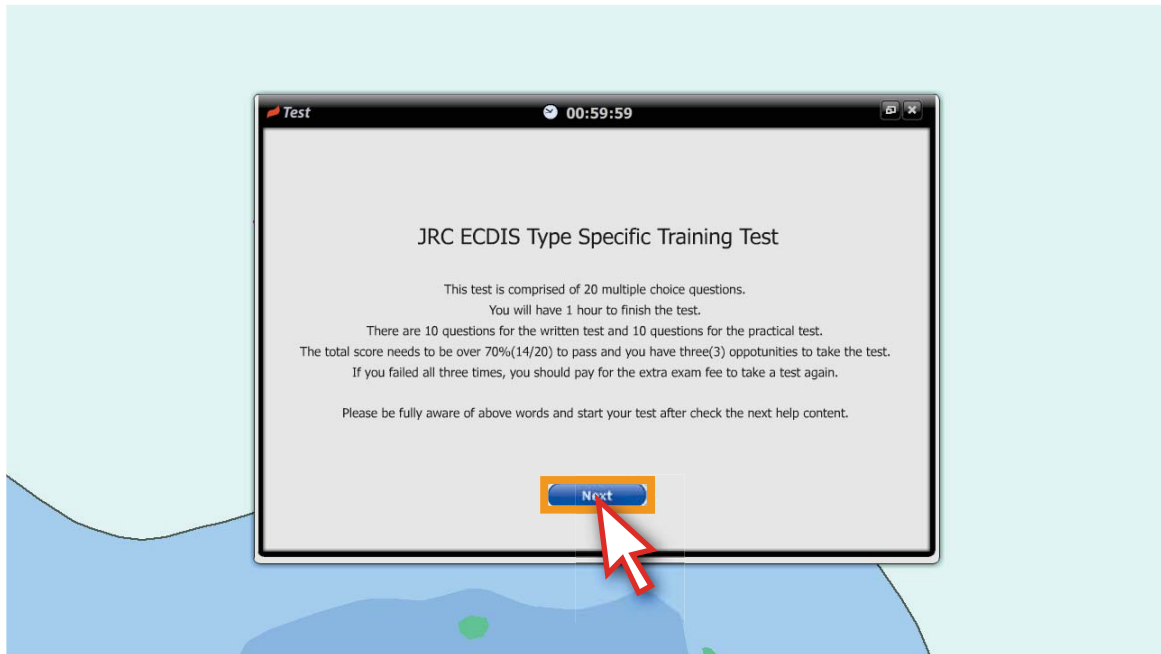 Test
00:59:59
JRC ECDIS Type Specific Training Test
This test is comprised of 20 multiple choice questions.
You will have 1 hour to finish the test.
There are 10 questions for the written test and 10 questions for the practical test.
The total score needs to be over 70%(14/20) to pass and you have three(3) oppotunities to take the test.
If you failed all three times, you should pay for the extra exam fee to take a test again.
Please be fully aware of above words and start your test after check the next help content.
Next